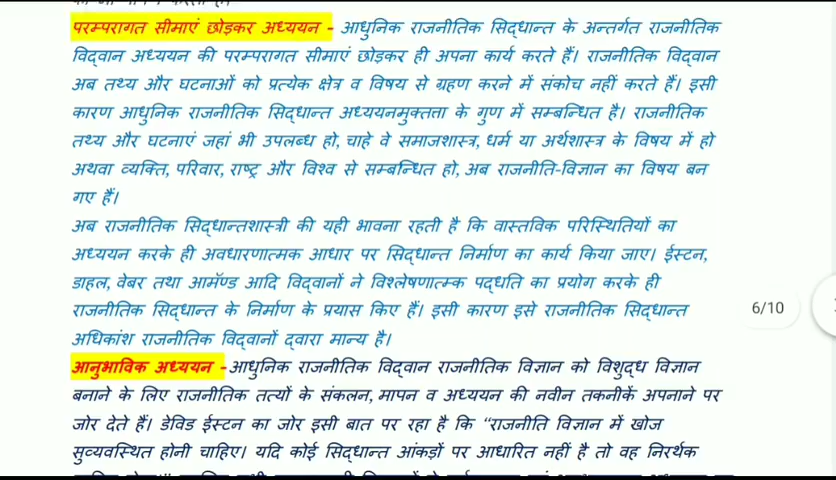 परम्परागत सीमाएं छोड़कर अध्ययन - आधुनिक राजनीतिक सिद्धान्त के अन्तर्गत राजनीतिक
विद्वान अध्ययन की परम्परागत सीमाएं छोड़कर ही अपना कार्य करते हैं। राजनीतिक विद्वान
अब तथ्य और घटनाओं को प्रत्येक क्षेत्र व विषय से ग्रहण करने में संकोच नहीं करते हैं। इसी
कारण आधुनिक राजनीतिक सिद्धान्त अध्ययनमुक्तता के गुण में सम्बन्धित है। राजनीतिक
तथ्य और घटनाएं जहां भी उपलब्ध हो, चाहे वे समाजशास्त्र, धर्म या अर्थशास्त्र के विषय में हो
अथवा व्यक्ति, परिवार, राष्ट्र और विश्व से सम्बन्धित हो, अब राजनीति-विज्ञान का विषय बन
गए हैं।
अब राजनीतिक सिद्धान्तशास्त्री की यही भावना रहती है कि वास्तविक परिस्थितियों का
अध्ययन करके ही अवधारणात्मक आधार पर सिद्धान्त निर्माण का कार्य किया जाए। ईस्टन,
डाहल, वेबर तथा आमॅण्ड आदि विद्वानों ने विश्लेषणात्म्क पद्धति का प्रयोग करके ही
राजनीतिक सिद्धान्त के निर्माण के प्रयास किए हैं। इसी कारण इसे राजनीतिक सिद्धान्त
अधिकांश राजनीतिक विद्वानों द्वारा मान्य है।
6/10
आनुभाविक अध्ययन -आधुनिक राजनीतिक विद्वान राजनीतिक विज्ञान को विशुद्ध विज्ञान
बनाने के लिए राजनीतिक तत्यों के संकलन, मापन व अध्ययन की नवीन तकनीकें अपनाने पर
जोर देते हैं। डेविड ईस्टन का जोर इसी बात पर रहा है कि “राजनीति विज्ञान में खोज
सुव्यवस्थित होनी चाहिए। यदि कोई सिद्धान्त आंकड़ों पर आधारित नहीं है तो वह निरर्थक